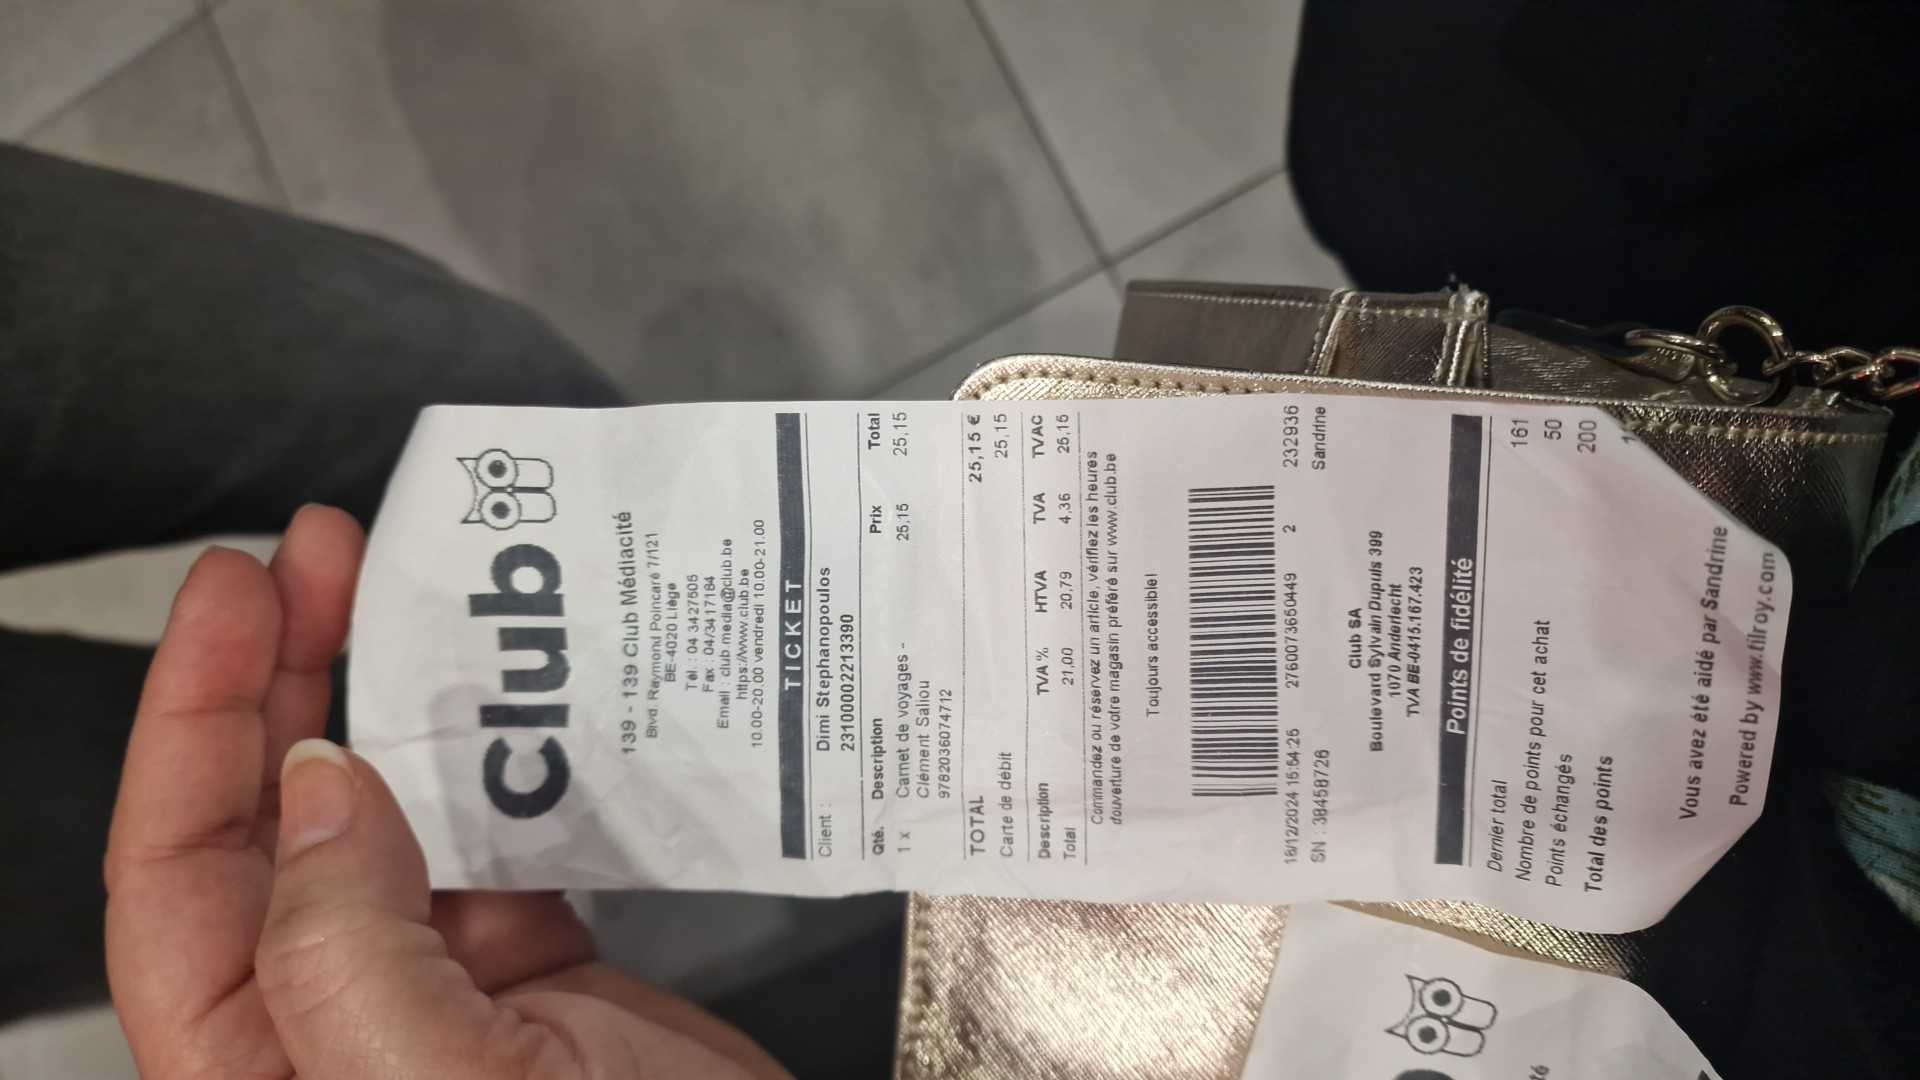 Club
139 - 139 Club Médiacité
Blvd. Raymond Poincaré 7/121
BE-4020 Liège
Tel. : 04 3427505
Fax : 04/3417184
Email : club.media@club.be
https://www.club.be
10.00-20.00 vendredi 10.00-21.00
TICKET
Client : Dimi Stephanopoulos
23100002213390
Qté. Description Prix Total
1 x Carnet de voyages - 25,15 25,15
Clément Saliou
9782036074712
TOTAL 25,15 €
Carte de débit 25,15
Description TVA % HTVA TVA TVAC
Total 21,00 20,79 4,36 25,15
Commandez ou réservez un article, vérifiez les heures
d'ouverture de votre magasin préféré sur www.club.be
Toujours accessible!
18/12/2024 16:54:25 2760073660449 2 232936
SN : 38458726 Sandrine
Club SA
Boulevard Sylvain Dupuis 399
1070 Anderlecht
TVA BE-0415.167.423
Points de fidélité
Dernier total 161
Nombre de points pour cet achat 50
Points échangés 200
Total des points
Vous avez été aidé par Sandrine
Powered by www.tilroy.com